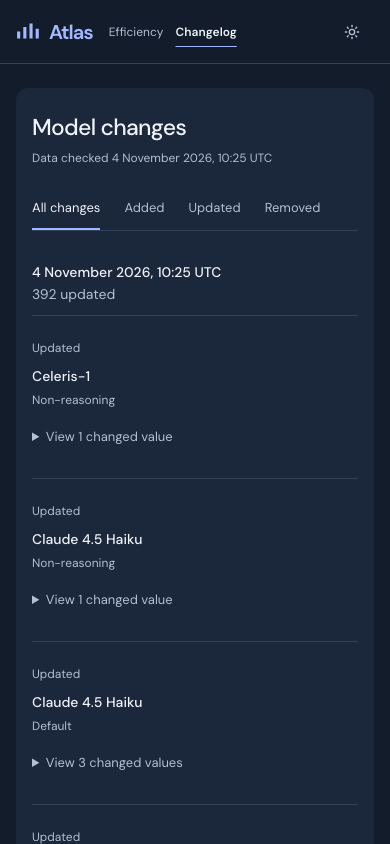 Atlas Efficiency Changelog
Model changes
Data checked 4 November 2026, 10:25 UTC
All changes Added Updated Removed
4 November 2026, 10:25 UTC
392 updated
Updated
Celeris-1
Non-reasoning
View 1 changed value
Updated
Claude 4.5 Haiku
Non-reasoning
View 1 changed value
Updated
Claude 4.5 Haiku
Default
View 3 changed values
Updated